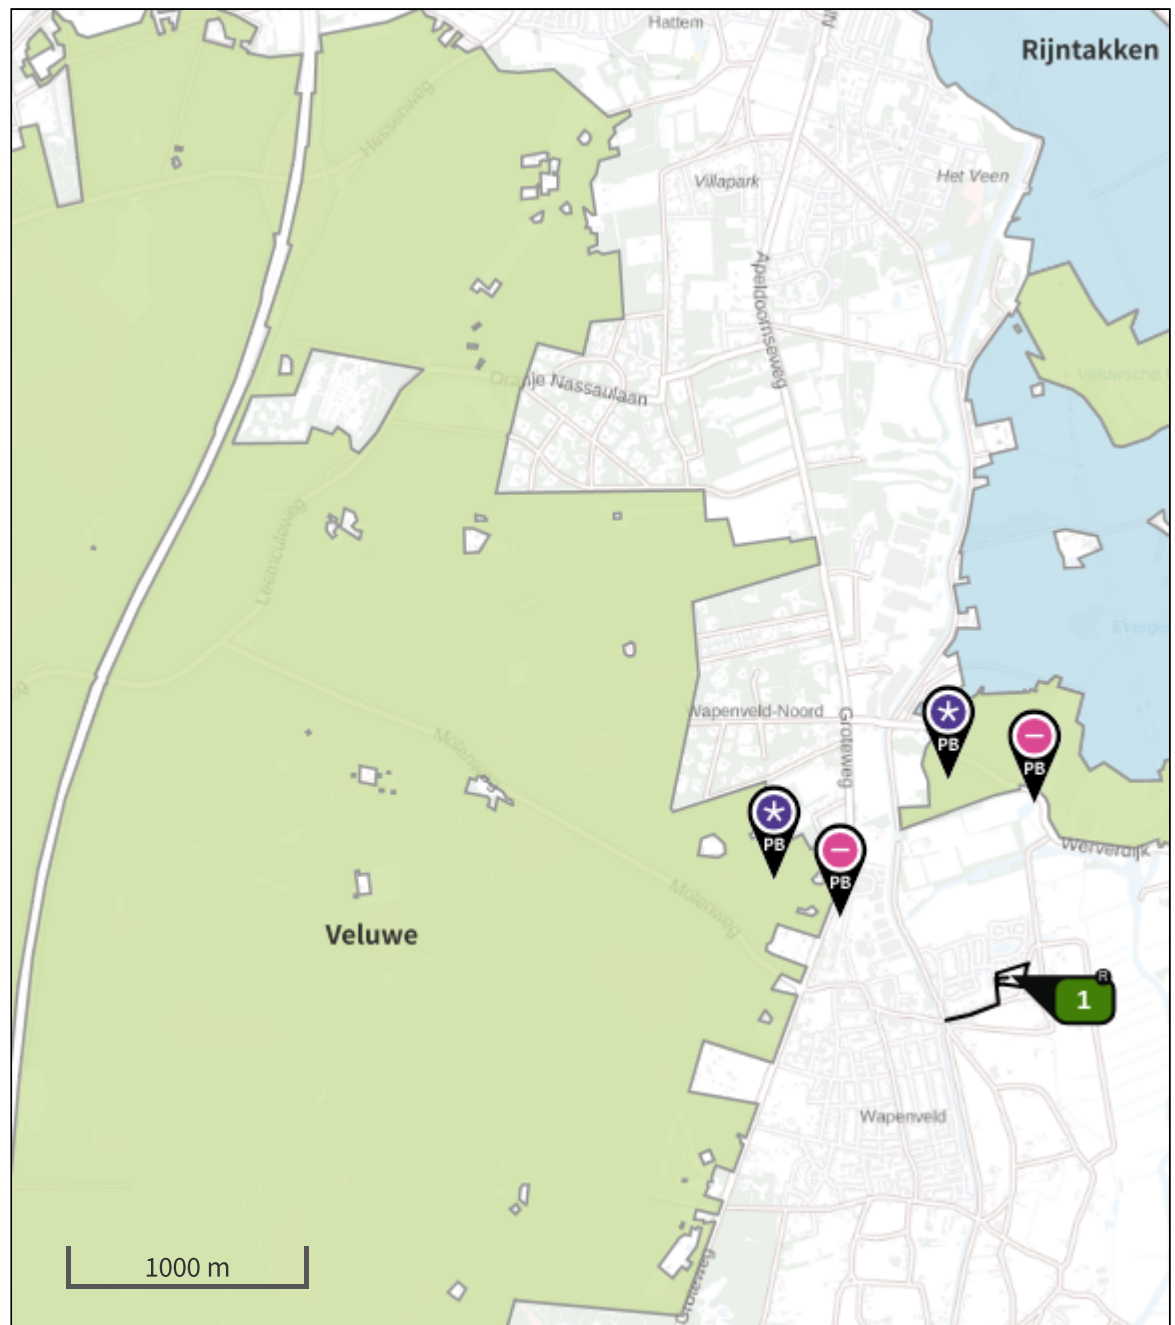 Hattem
Rijntakken
Hessenweg
Villapark
Het Veen
Apeldoornseweg
Veluwsche
Oranje Nassaulaan
Leemculeweg
Wapenveld-Noord
Groteweg
Molenweg
PB
PB
PB
PB
Molenweg
Werverdijk
Veluwe
R
1
Wapenveld
1000 m
Groteweg